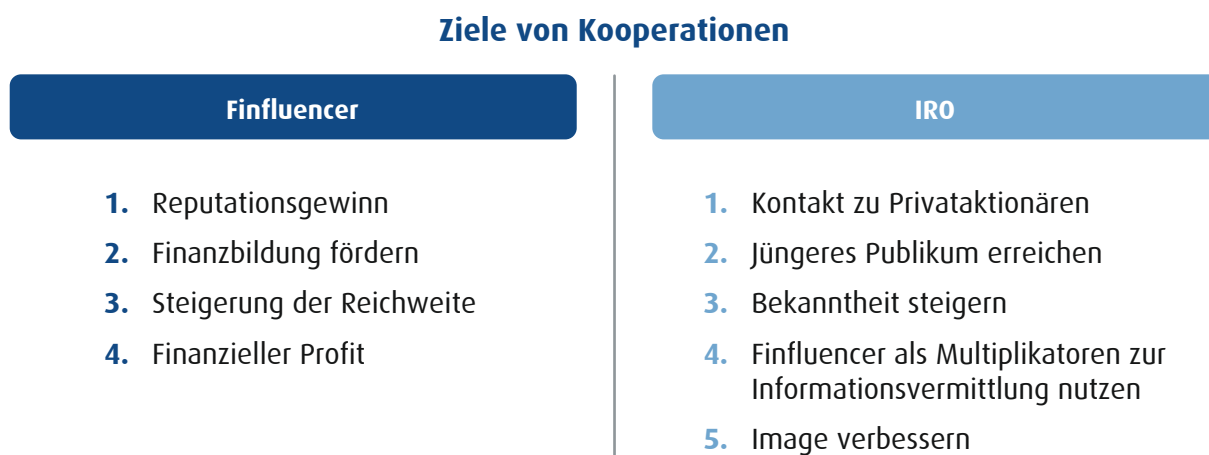 Ziele von Kooperationen
Finfluencer
1. Reputationsgewinn
2. Finanzbildung fördern
3. Steigerung der Reichweite
4. Finanzieller Profit
IRO
1. Kontakt zu Privataktionären
2. Jüngeres Publikum erreichen
3. Bekanntheit steigern
4. Finfluencer als Multiplikatoren zur
Informationsvermittlung nutzen
5. Image verbessern